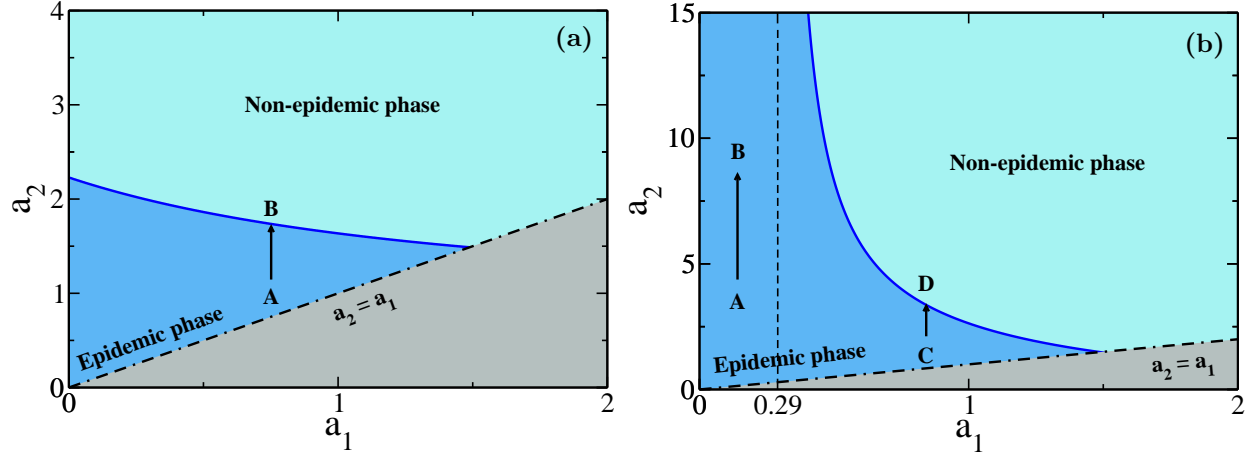 (a)
4
3
2
1
0
a2
Non-epidemic phase
B
A
Epidemic phase
a2 = a1
0
1
2
a1
(b)
15
10
5
0
a2
Non-epidemic phase
B
A
D
C
Epidemic phase
a2 = a1
0
0.29
1
2
a1